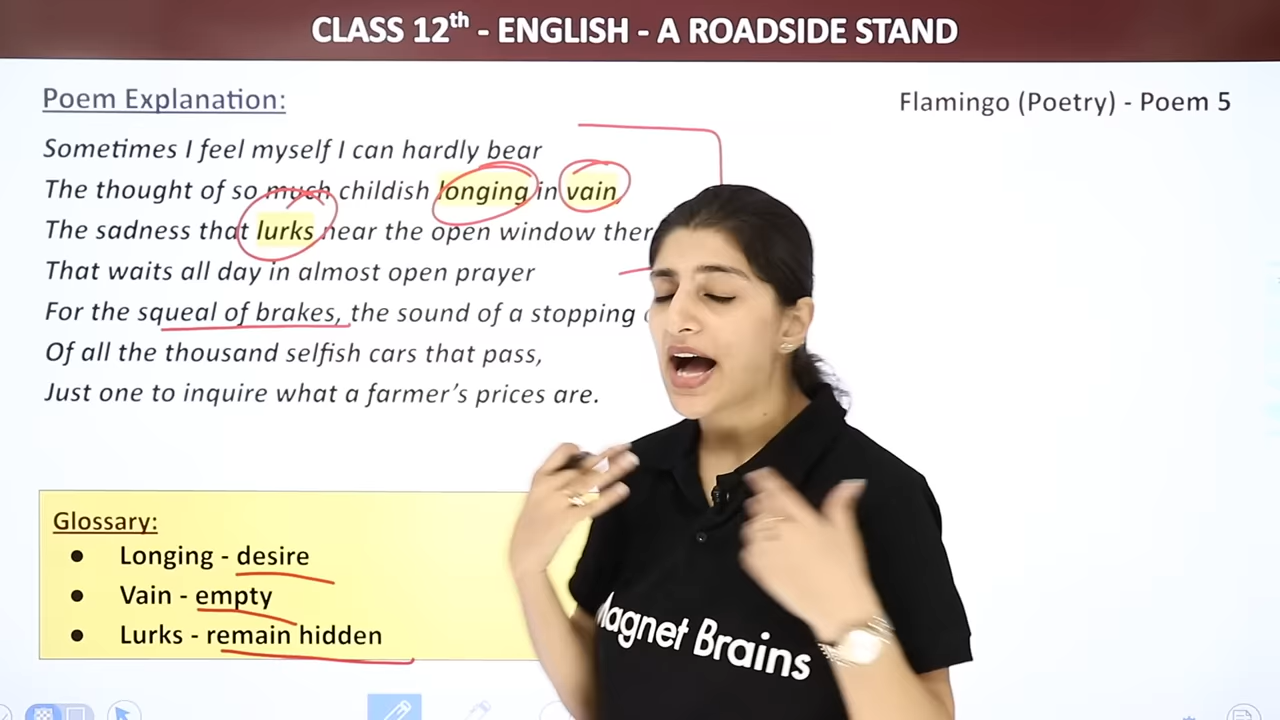 CLASS 12th - ENGLISH - A ROADSIDE STAND
Poem Explanation:
Flamingo (Poetry) - Poem 5
Sometimes I feel myself I can hardly bear
The thought of so much childish longing in vain
The sadness that lurks near the open window
That waits all day in almost open prayer
For the squeal of brakes, the sound of a stopping
Of all the thousand selfish cars that pass,
Just one to inquire what a farmer's prices are.
Glossary:
● Longing - desire
● Vain - empty
● Lurks - remain hidden
Magnet Brains